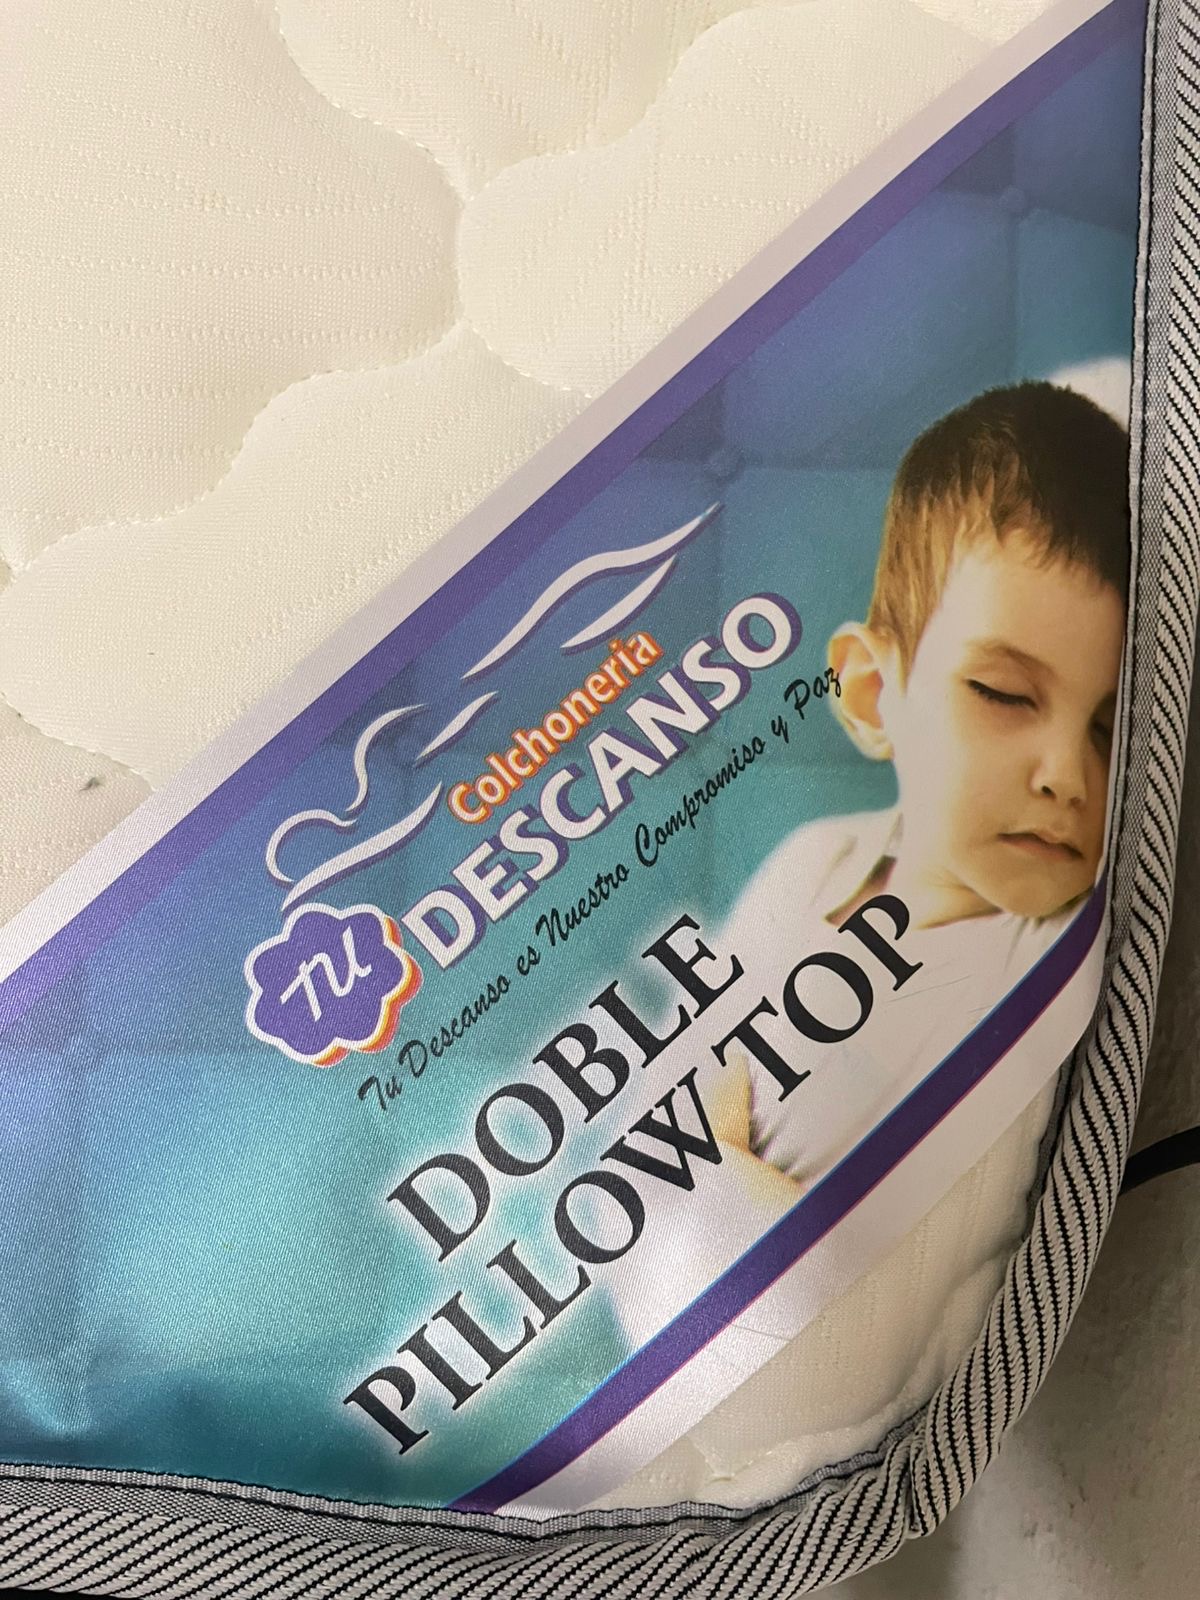 Colchonería
TU DESCANSO
Tu Descanso es Nuestro Compromiso y Paz
DOBLE
PILLOW TOP